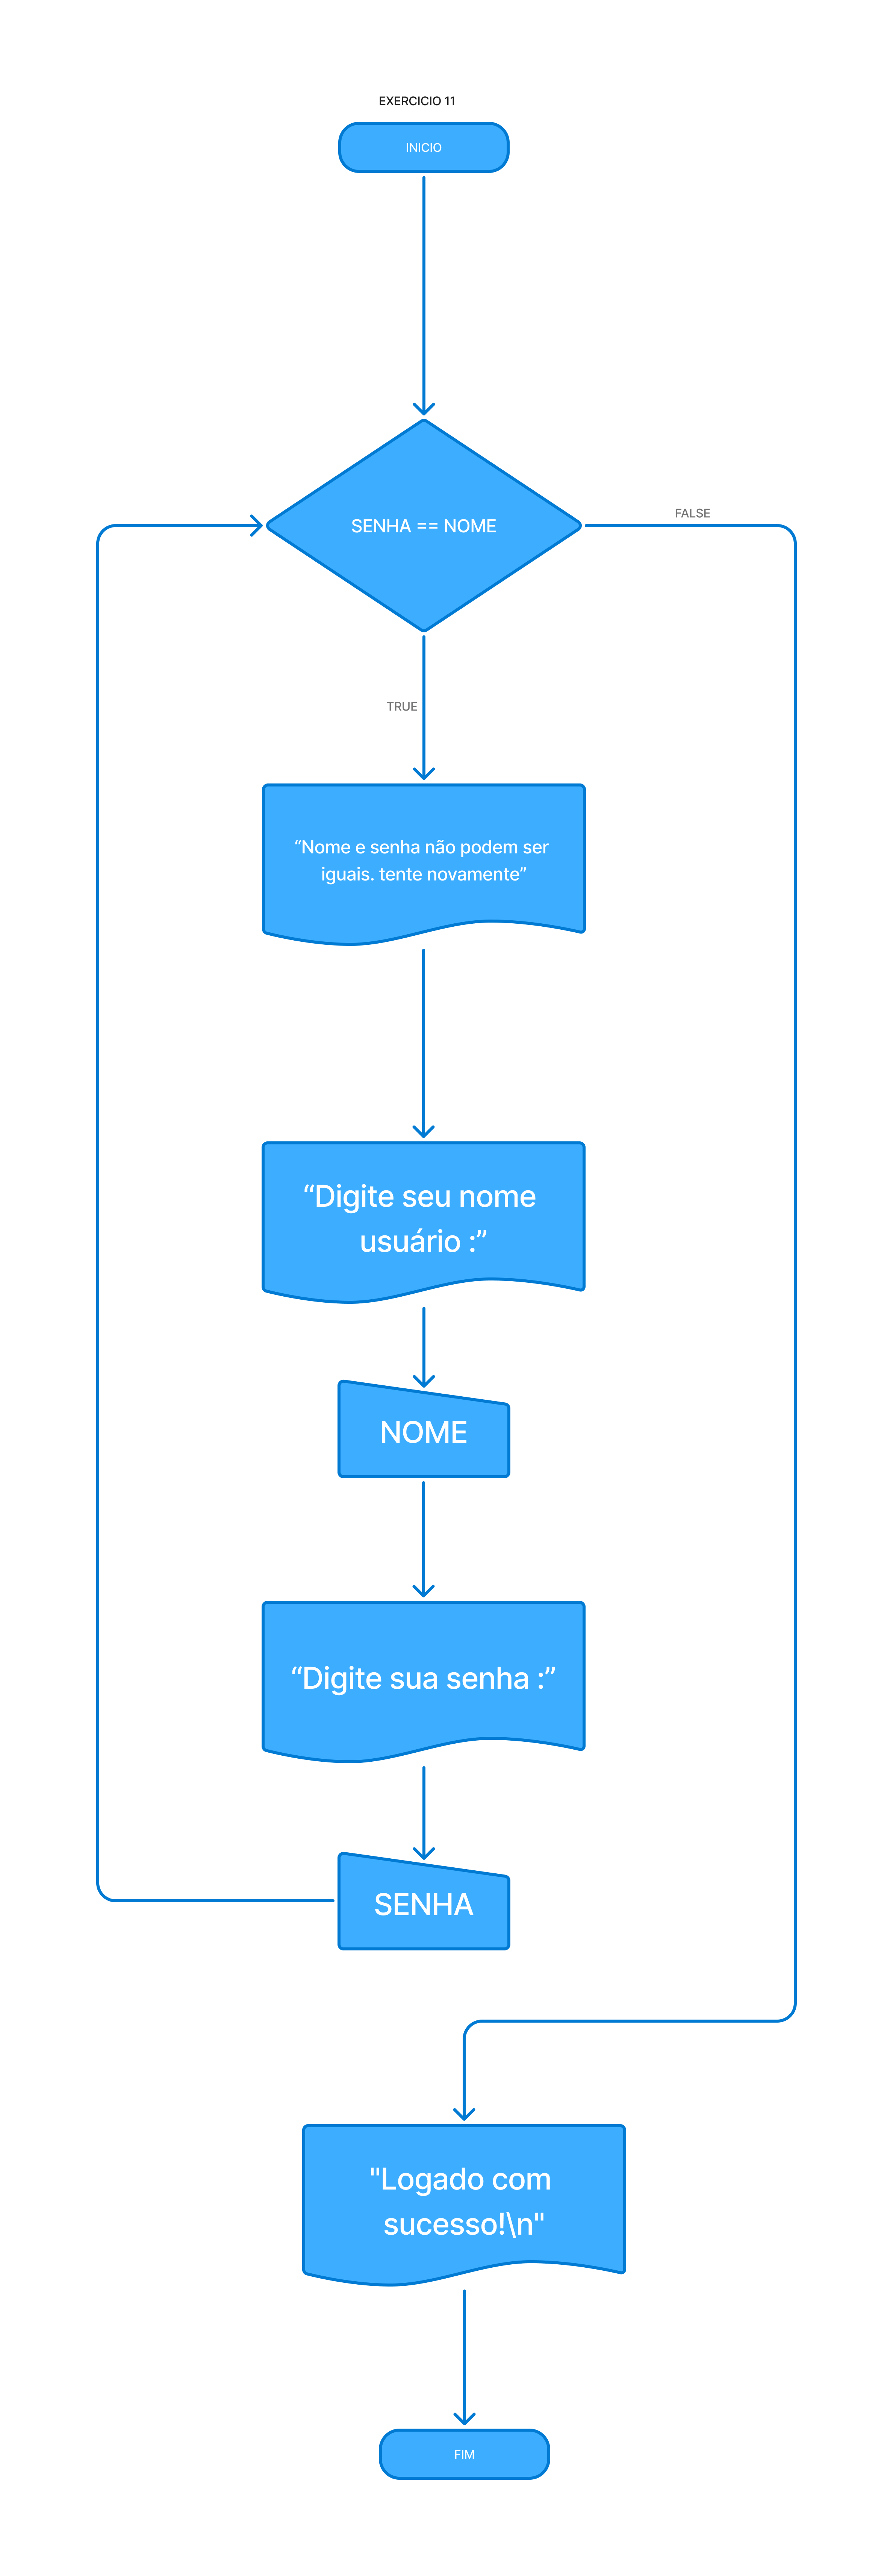 EXERCICIO 11
INICIO
SENHA == NOME
FALSE
TRUE
“Nome e senha não podem ser
iguais. tente novamente”
“Digite seu nome
usuário :”
NOME
“Digite sua senha :”
SENHA
"Logado com
sucesso!\n"
FIM